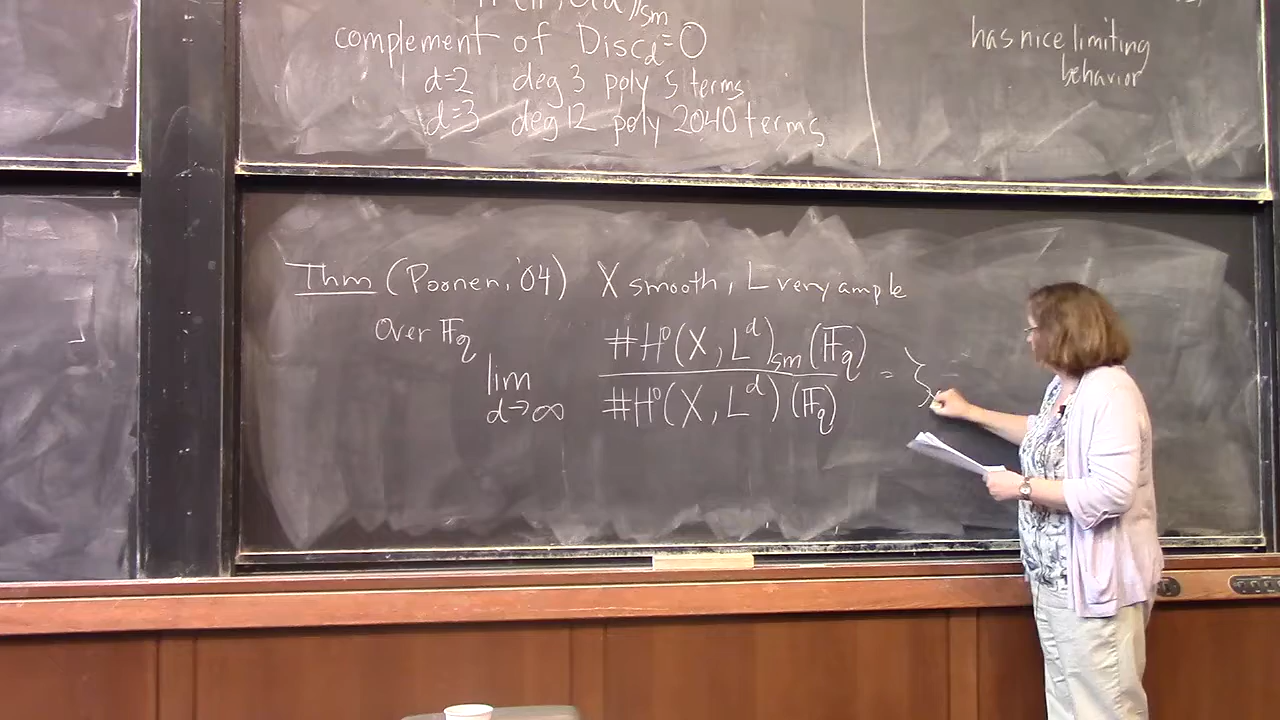 complement of Disc_d=0
d=2 deg 3 poly 5 terms
d=3 deg 12 poly 2040 terms
has nice limiting
behavior
Thm (Poonen, '04) X smooth, L very ample
over 𝔽_q
lim d→∞ #H⁰(X, L^d)_sm (𝔽_q) / #H⁰(X, L^d) (𝔽_q) = ζ_X